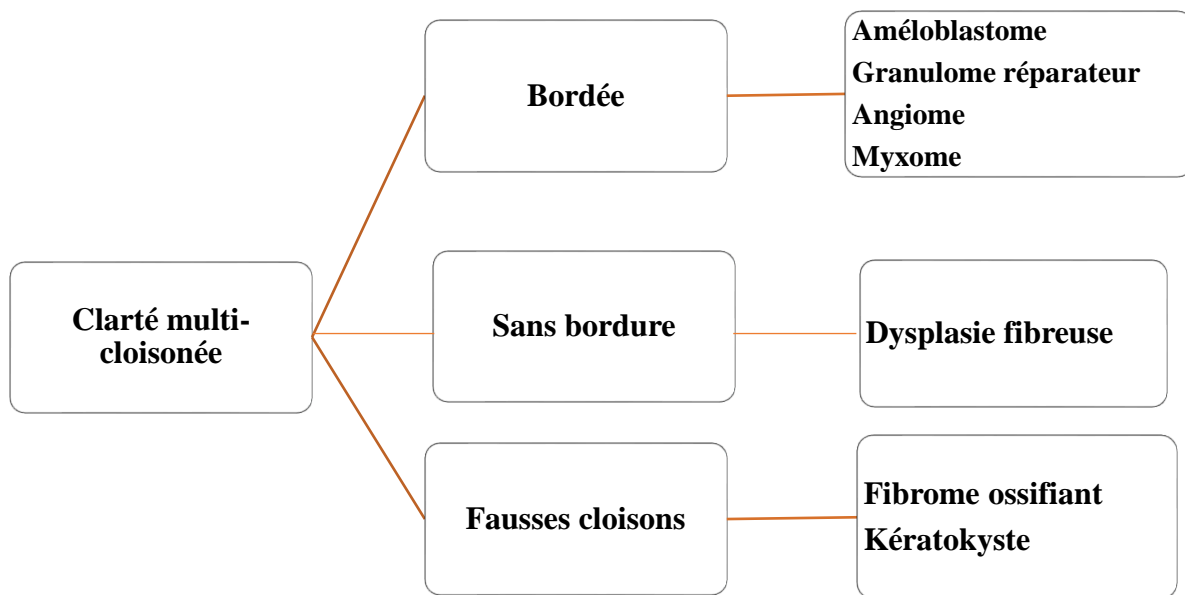 Clarté multi-
cloisonée
Bordée
Améloblastome
Granulome réparateur
Angiome
Myxome
Sans bordure
Dysplasie fibreuse
Fausses cloisons
Fibrome ossifiant
Kératokyste